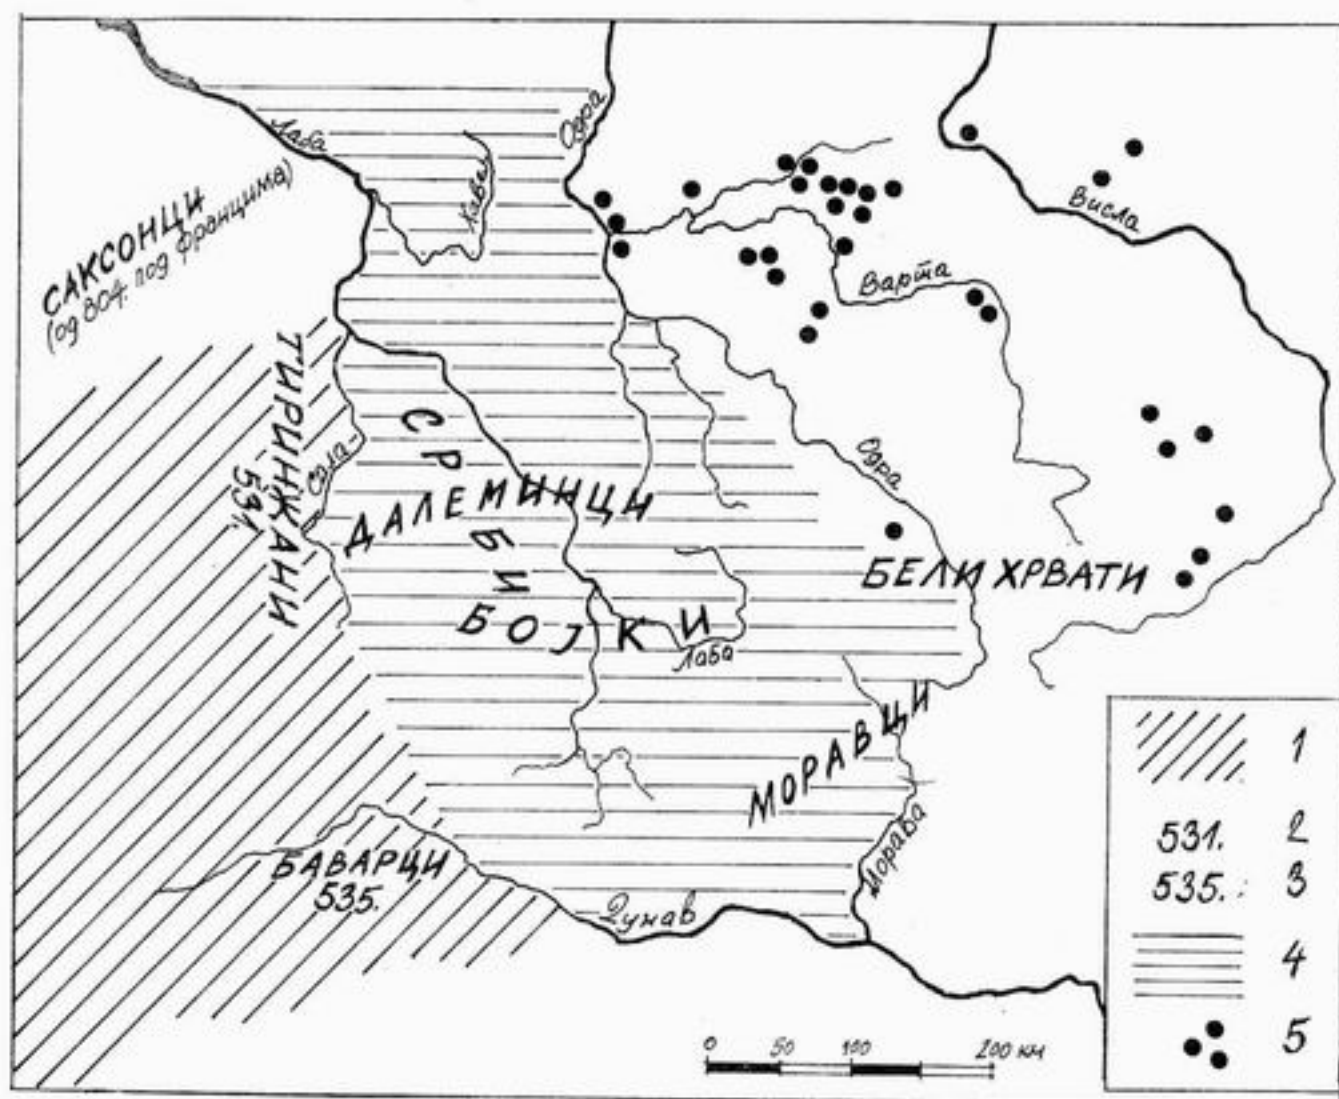 Лаба
Одра
Хавел
Висла
САКСОНЦИ
(од 804. под Францима)
Варта
ТИРИНЖАНИ
531.
Сала
СРБИ
ДАЛЕМИНЦИ
Одра
БЕЛИ ХРВАТИ
БОЈКИ
Лаба
МОРАВЦИ
Морава
БАВАРЦИ
535.
Дунав
0 50 100 200 км
1
531. 2
535. 3
4
5